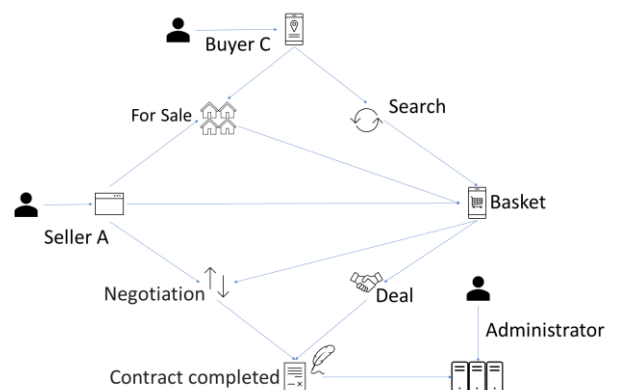 Buyer C
For Sale
Search
Basket
Seller A
Negotiation
Deal
Administrator
Contract completed